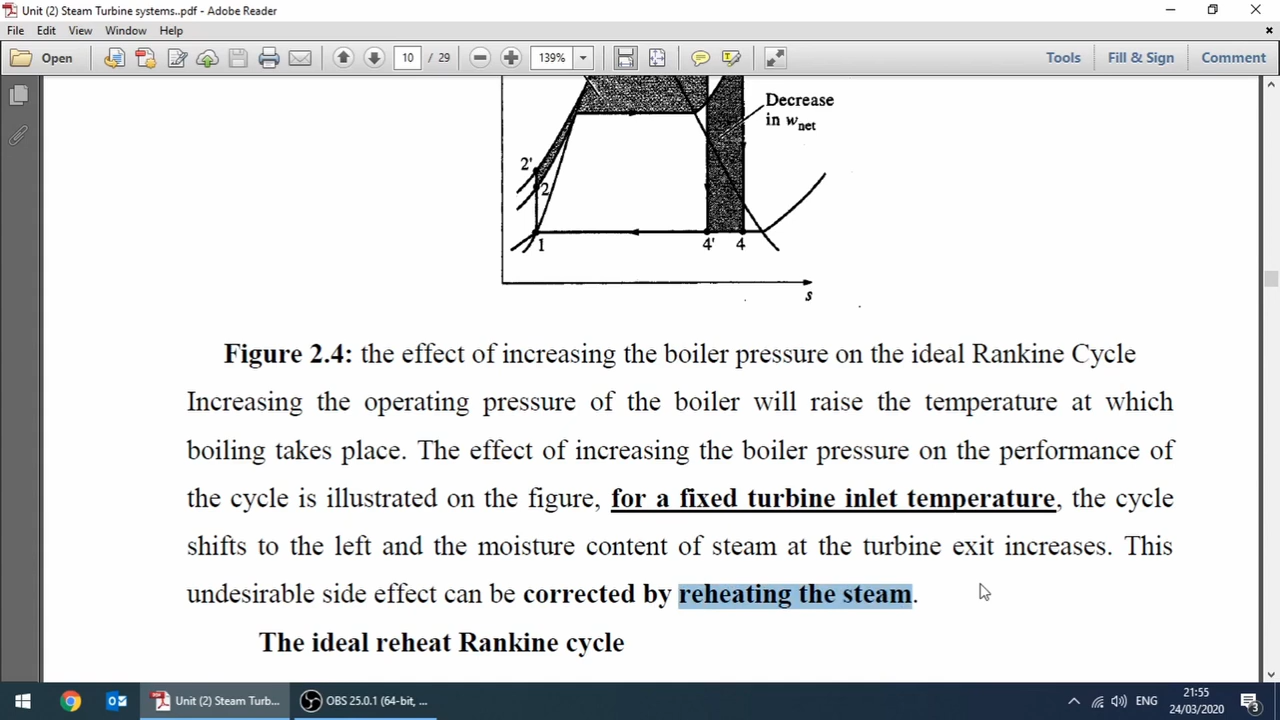 Unit (2) Steam Turbine systems..pdf - Adobe Reader
File Edit View Window Help
Open 10 / 29 139% Tools Fill & Sign Comment
Decrease
in wnet
2'
2
1 4' 4
s
Figure 2.4: the effect of increasing the boiler pressure on the ideal Rankine Cycle
Increasing the operating pressure of the boiler will raise the temperature at which
boiling takes place. The effect of increasing the boiler pressure on the performance of
the cycle is illustrated on the figure, for a fixed turbine inlet temperature, the cycle
shifts to the left and the moisture content of steam at the turbine exit increases. This
undesirable side effect can be corrected by reheating the steam.
The ideal reheat Rankine cycle
Unit (2) Steam Turb... OBS 25.0.1 (64-bit, ... ENG 21:55
24/03/2020 3